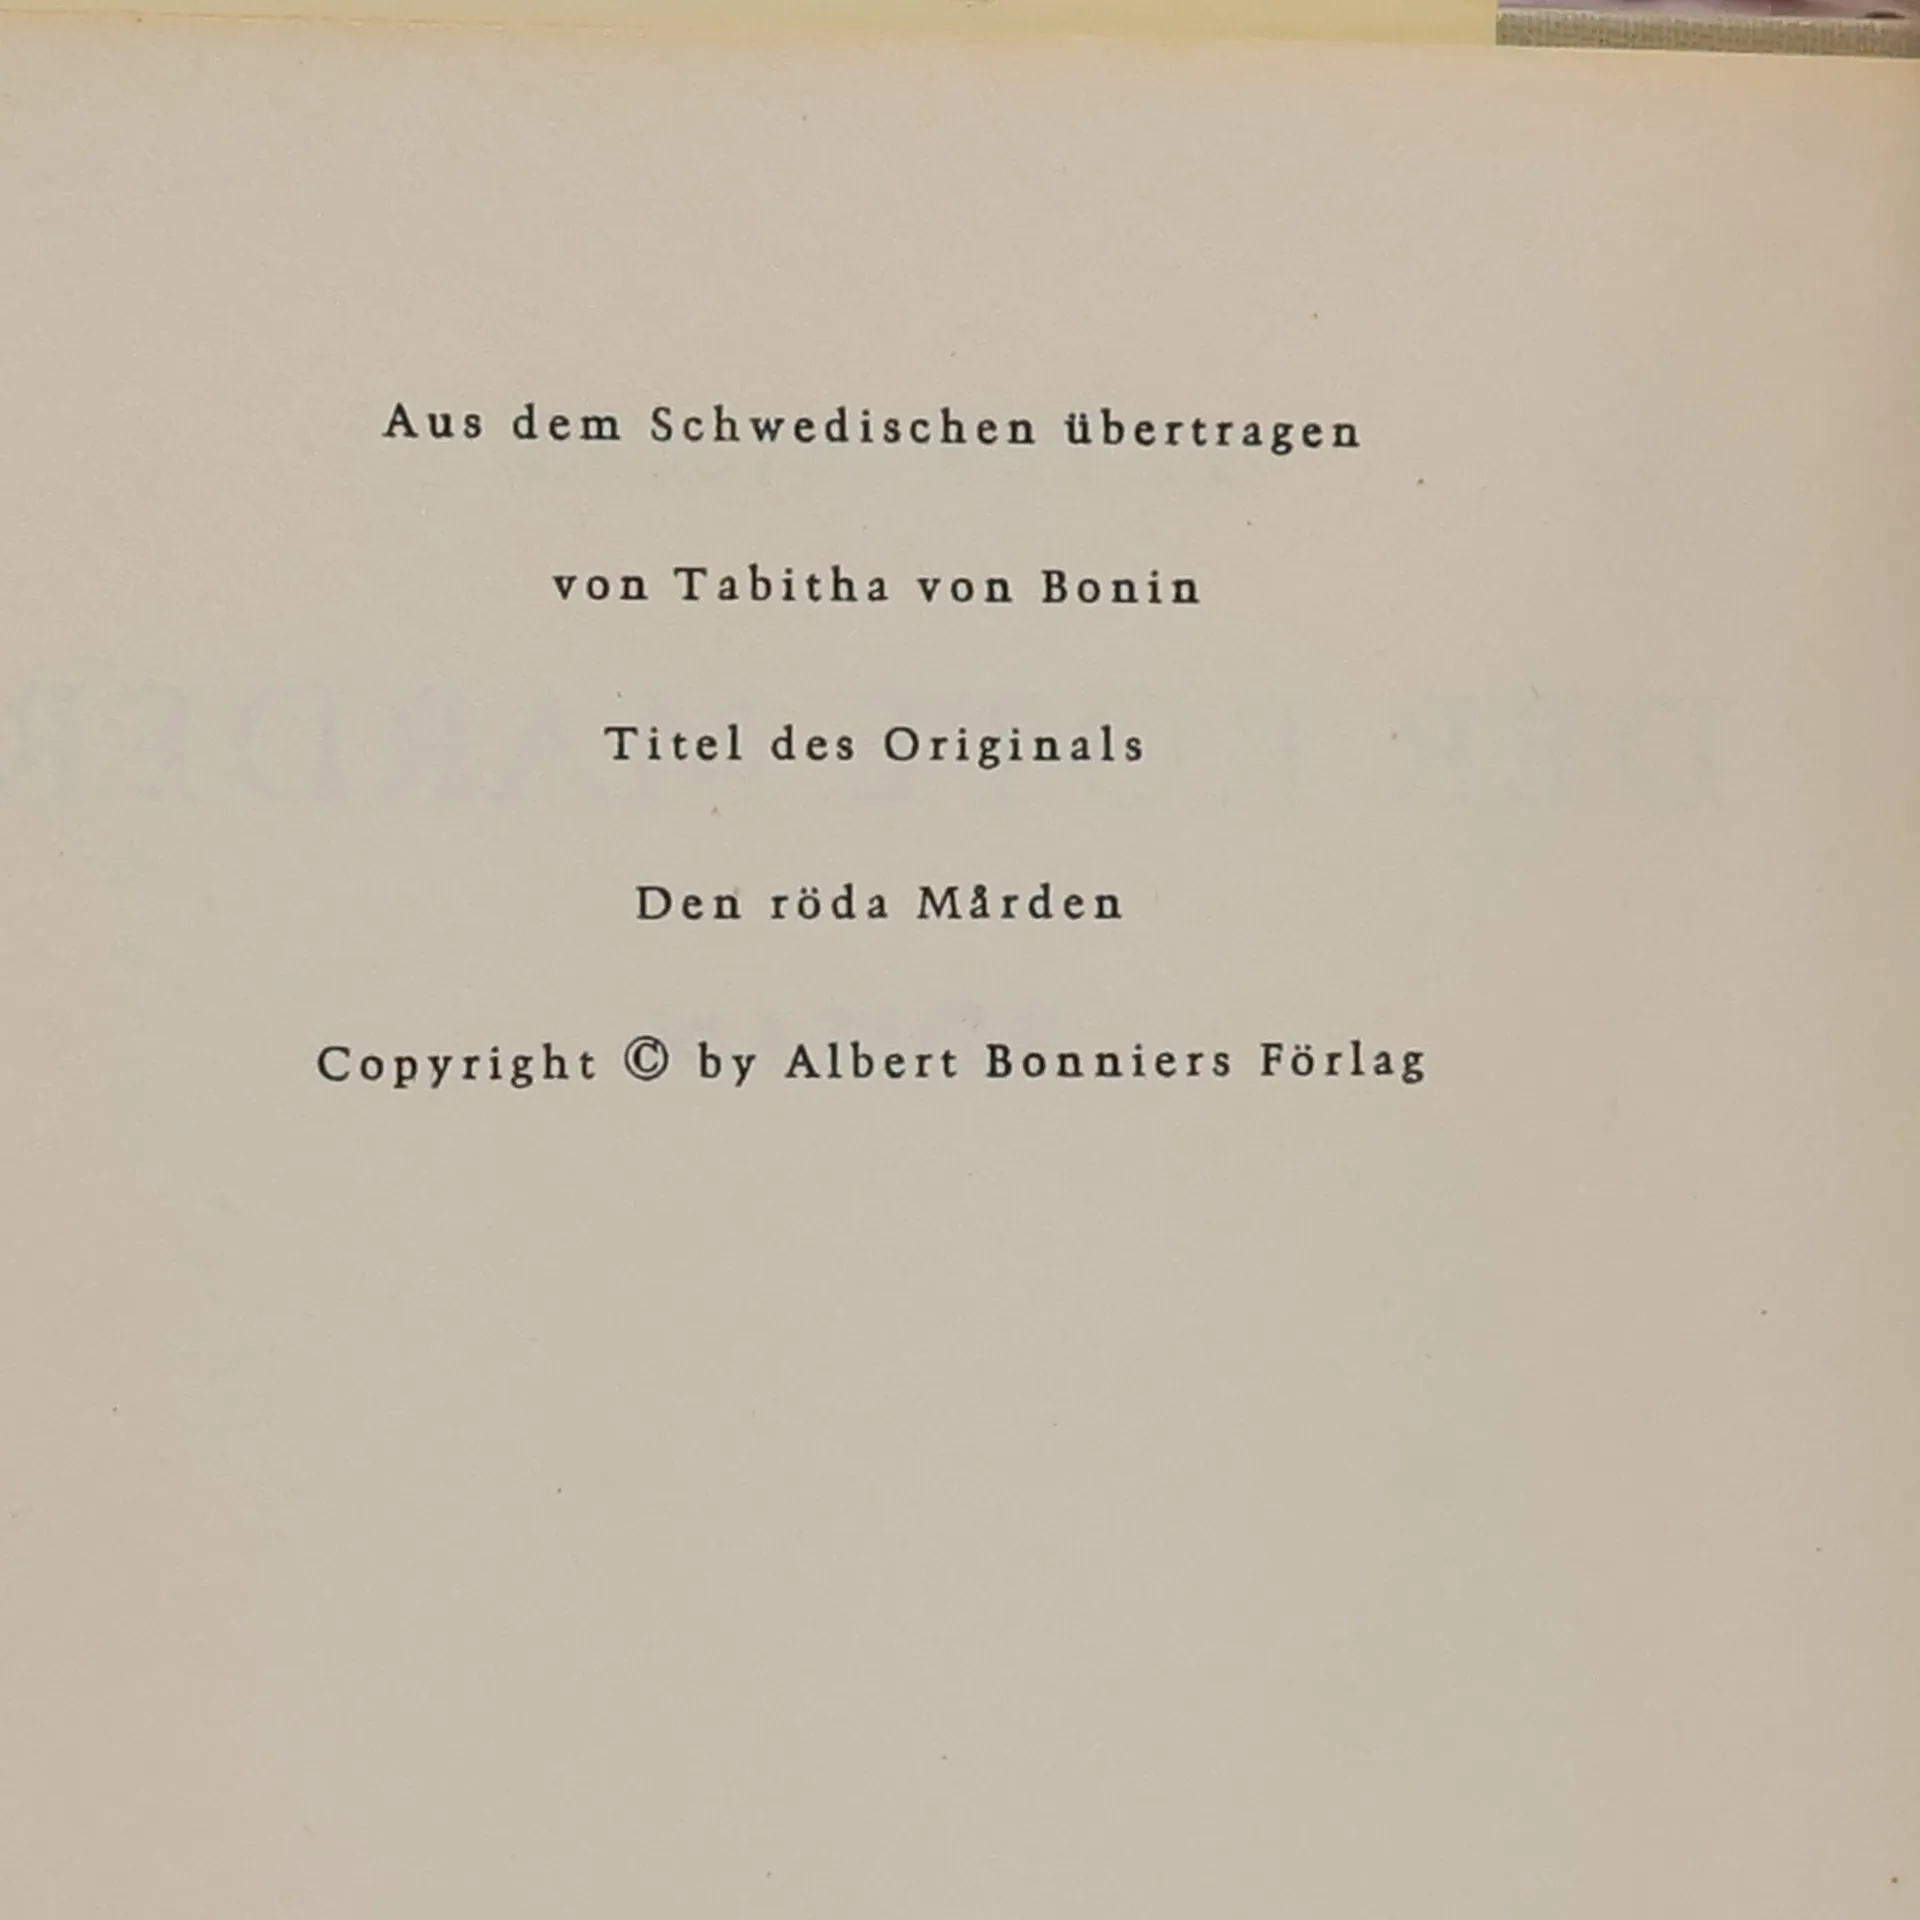 Aus dem Schwedischen übertragen
von Tabitha von Bonin
Titel des Originals
Den röda Mården
Copyright © by Albert Bonniers Förlag